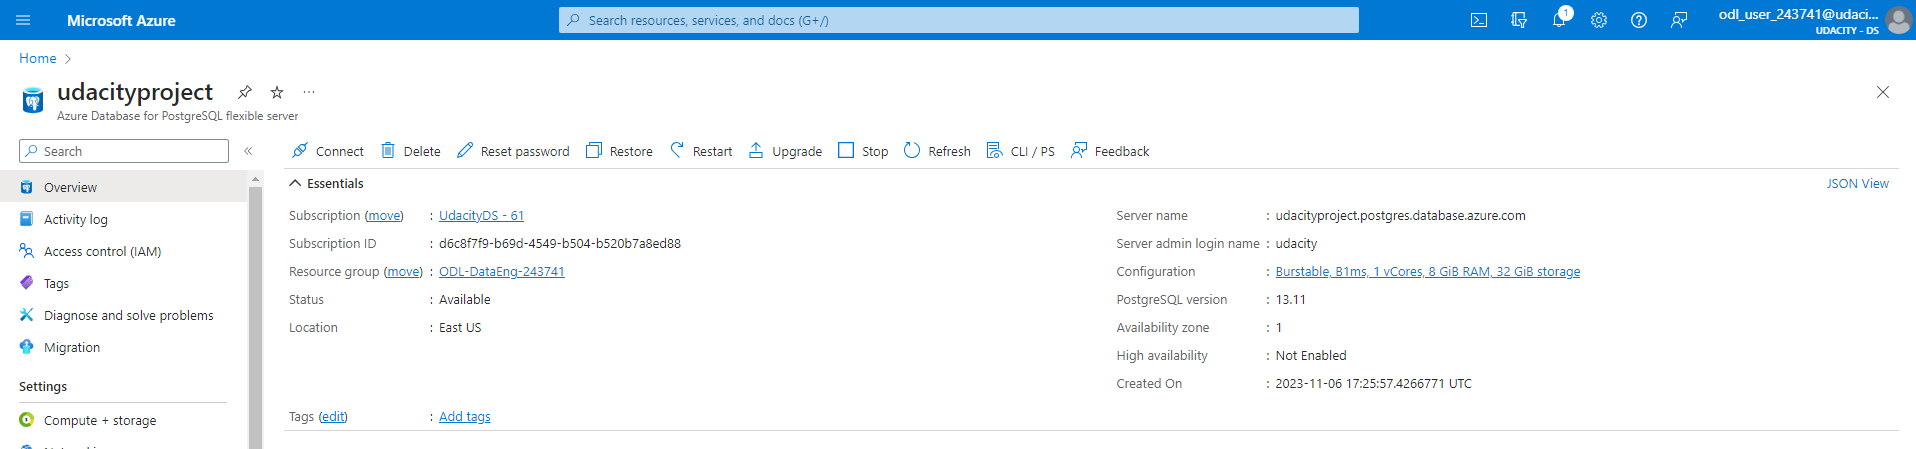 Microsoft Azure
Search resources, services, and docs (G+/)
1
odl_user_243741@udaci...
UDACITY - DS
Home
udacityproject
Azure Database for PostgreSQL flexible server
Search
Connect Delete Reset password Restore Restart Upgrade Stop Refresh CLI / PS Feedback
Overview
Activity log
Access control (IAM)
Tags
Diagnose and solve problems
Migration
Settings
Compute + storage
Essentials
JSON View
Subscription (move) : UdacityDS - 61
Subscription ID : d6c8f7f9-b69d-4549-b504-b520b7a8ed88
Resource group (move) : ODL-DataEng-243741
Status : Available
Location : East US
Server name : udacityproject.postgres.database.azure.com
Server admin login name : udacity
Configuration : Burstable, B1ms, 1 vCores, 8 GiB RAM, 32 GiB storage
PostgreSQL version : 13.11
Availability zone : 1
High availability : Not Enabled
Created On : 2023-11-06 17:25:57.4266771 UTC
Tags (edit) : Add tags